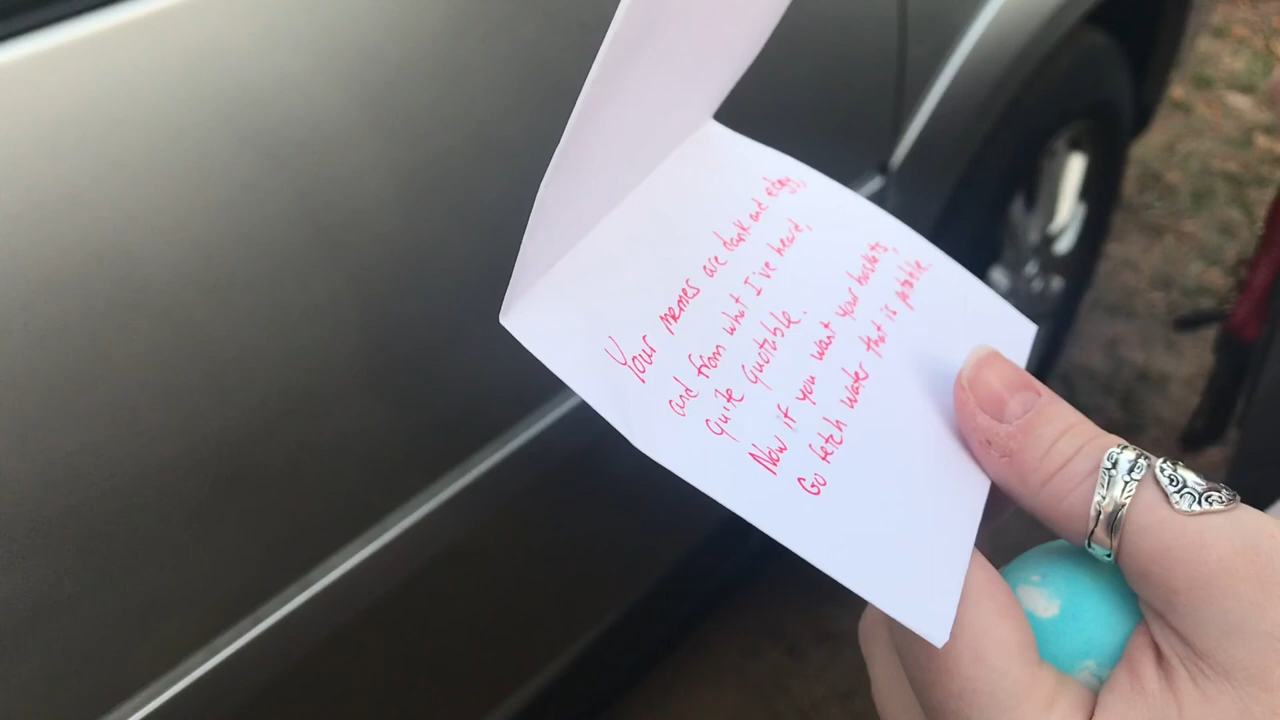 Your memes are dank and edgy,
and from what I've heard,
quite quotable.
Now if you want your baskets,
Go fetch water that is potable.